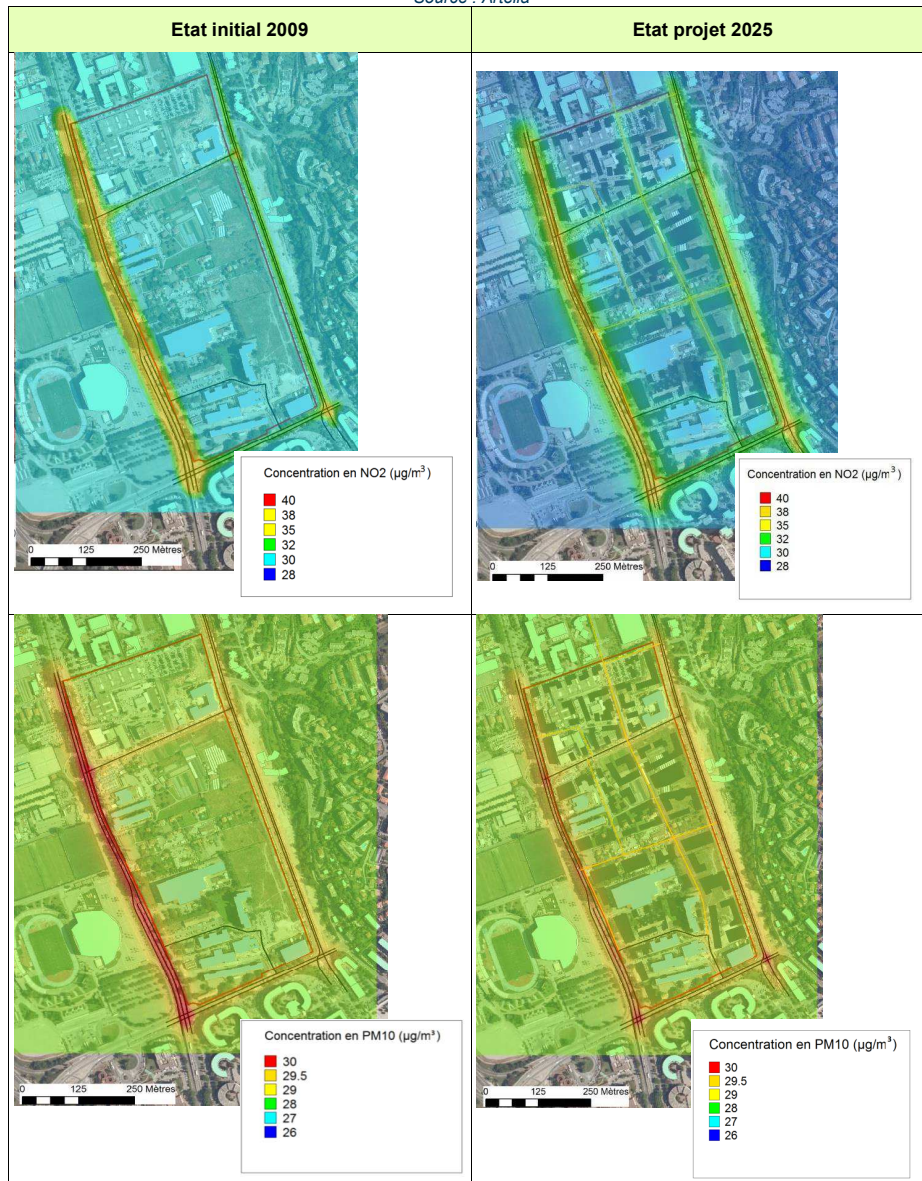 Source : Artelia
Etat initial 2009
Etat projet 2025
Concentration en NO2 (µg/m³)
40
38
35
32
30
28
0 125 250 Mètres
Concentration en NO2 (µg/m³)
40
38
35
32
30
28
0 125 250 Mètres
Concentration en PM10 (µg/m³)
30
29.5
29
28
27
26
0 125 250 Mètres
Concentration en PM10 (µg/m³)
30
29.5
29
28
27
26
0 125 250 Mètres